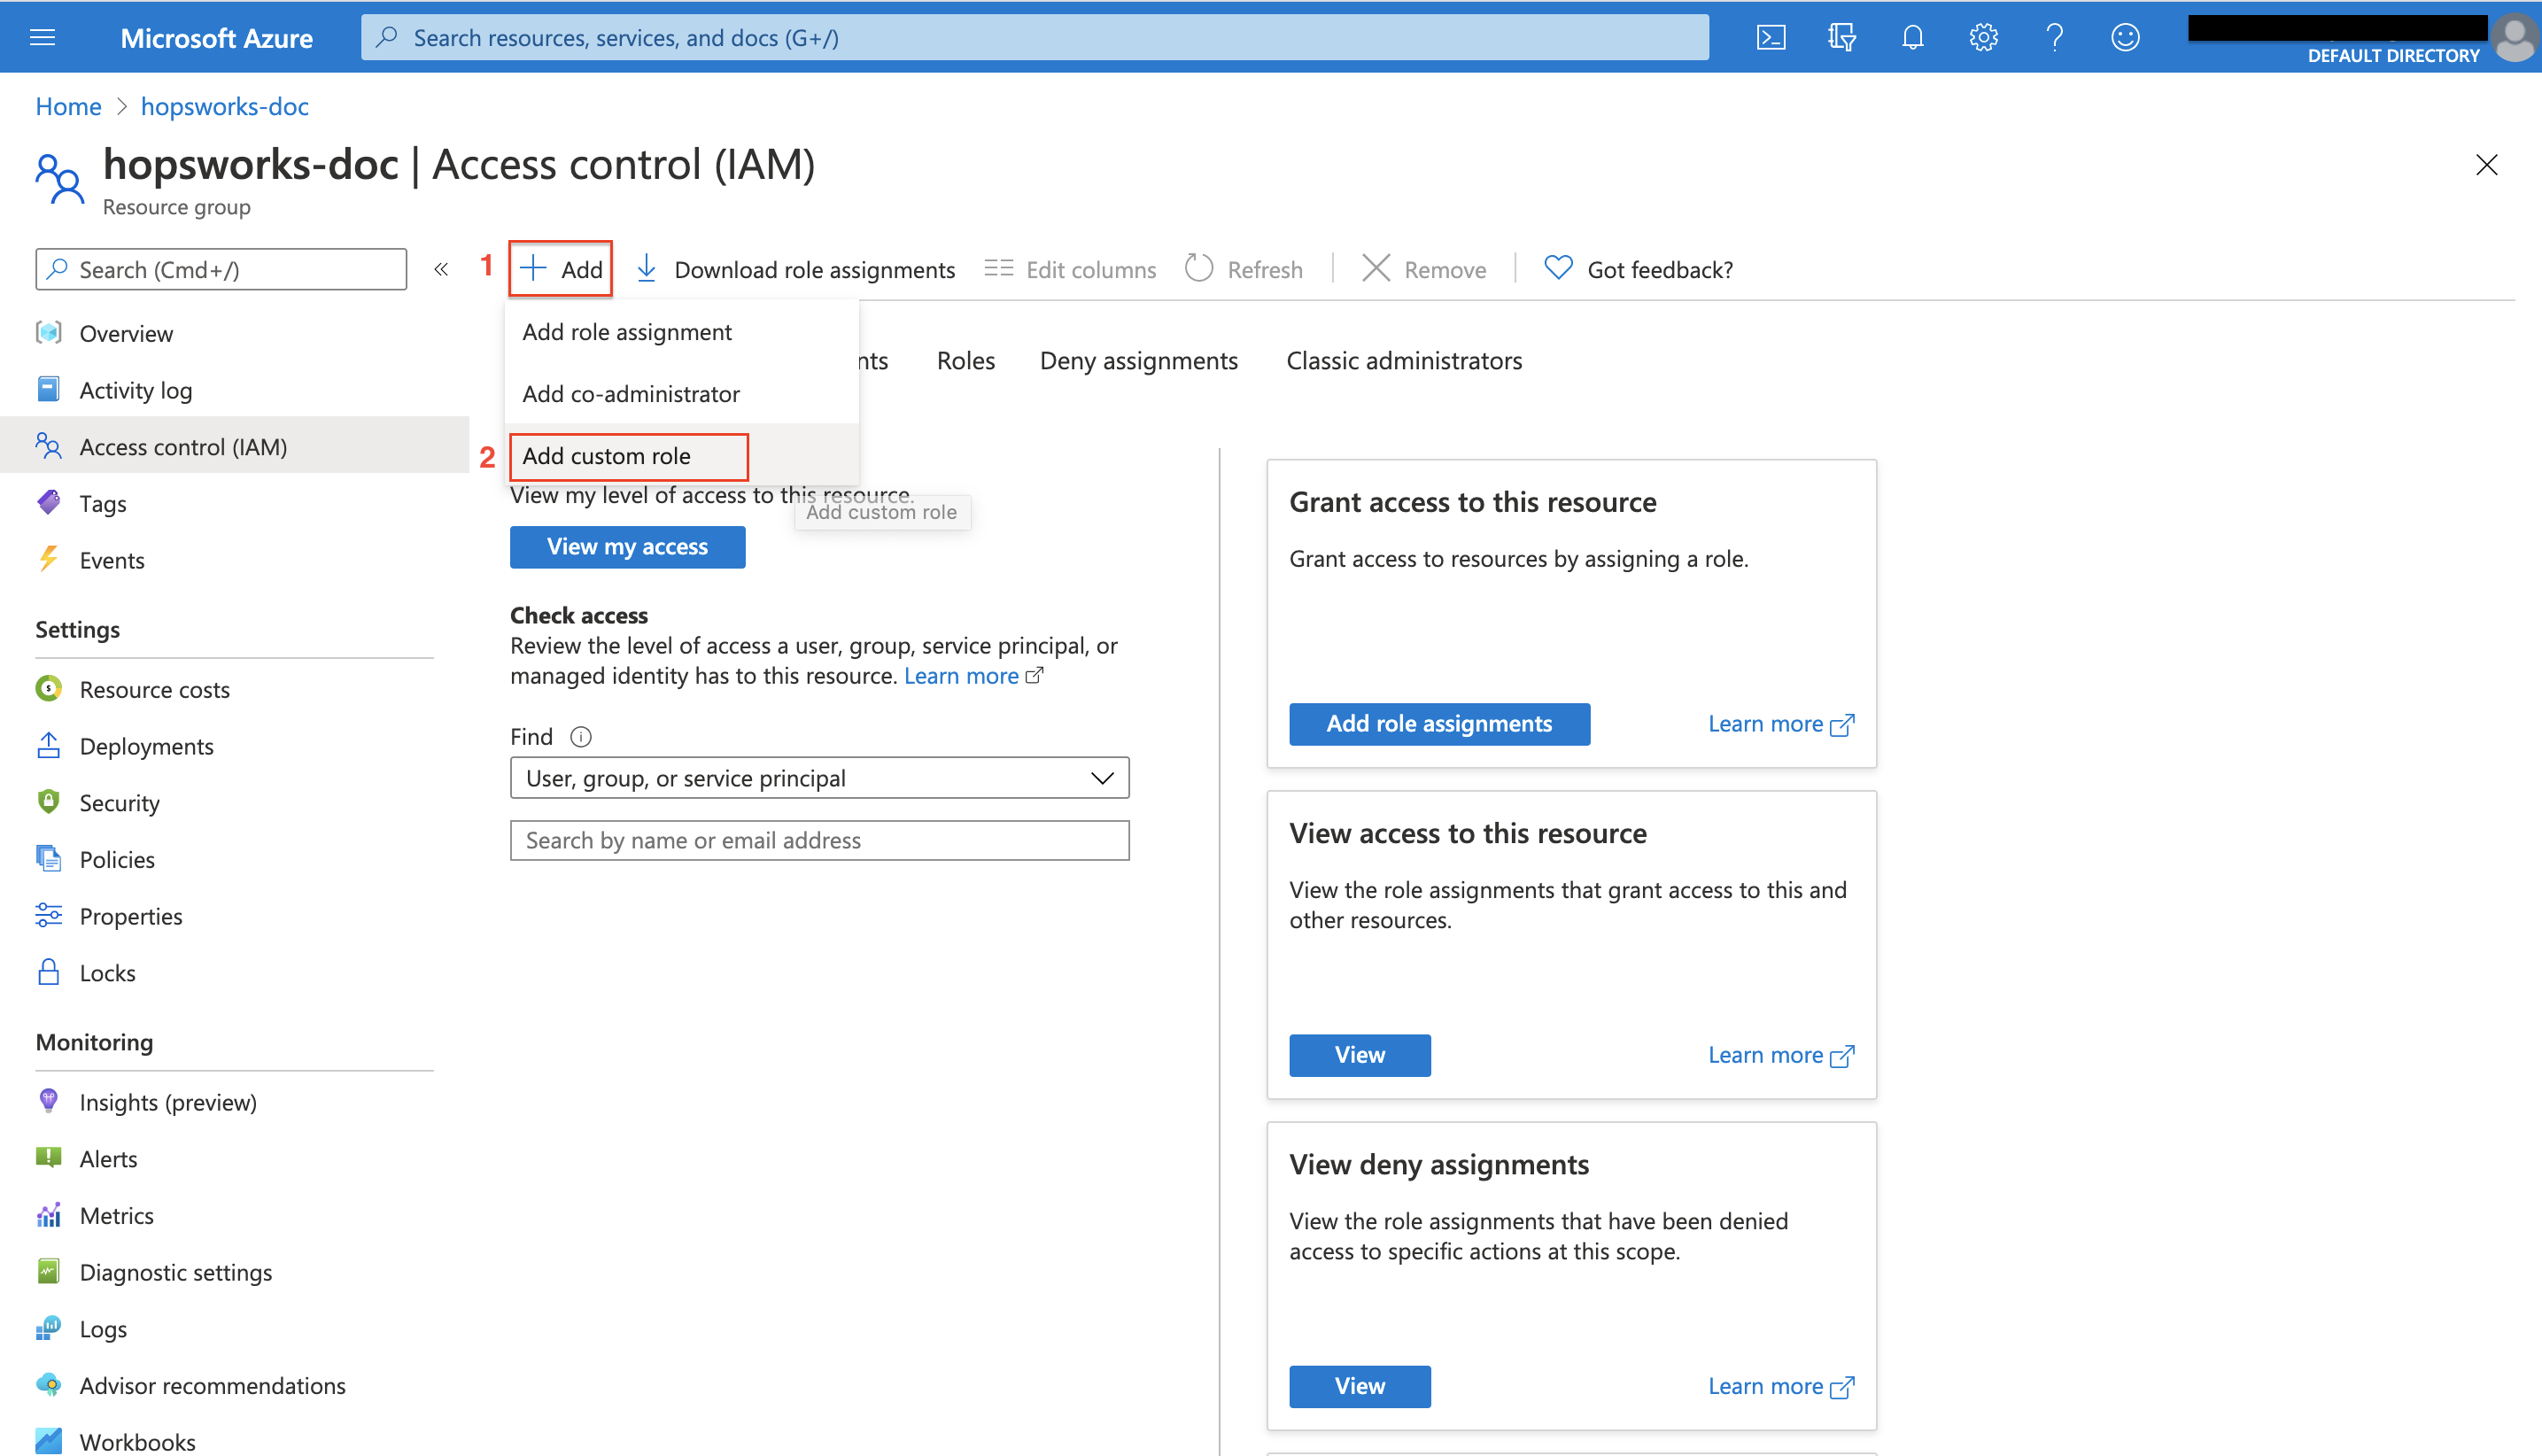 Microsoft Azure
Search resources, services, and docs (G+/)
DEFAULT DIRECTORY
Home > hopsworks-doc
hopsworks-doc | Access control (IAM)
Resource group
Search (Cmd+/)
«
1
Add
Download role assignments
Edit columns
Refresh
Remove
Got feedback?
Overview
Activity log
Access control (IAM)
Tags
Events
Settings
Resource costs
Deployments
Security
Policies
Properties
Locks
Monitoring
Insights (preview)
Alerts
Metrics
Diagnostic settings
Logs
Advisor recommendations
Workbooks
Add role assignment
Add co-administrator
2
Add custom role
nts
Roles
Deny assignments
Classic administrators
View my level of access to this resource.
Add custom role
View my access
Check access
Review the level of access a user, group, service principal, or
managed identity has to this resource. Learn more
Find
User, group, or service principal
Search by name or email address
Grant access to this resource
Grant access to resources by assigning a role.
Add role assignments
Learn more
View access to this resource
View the role assignments that grant access to this and
other resources.
View
Learn more
View deny assignments
View the role assignments that have been denied
access to specific actions at this scope.
View
Learn more